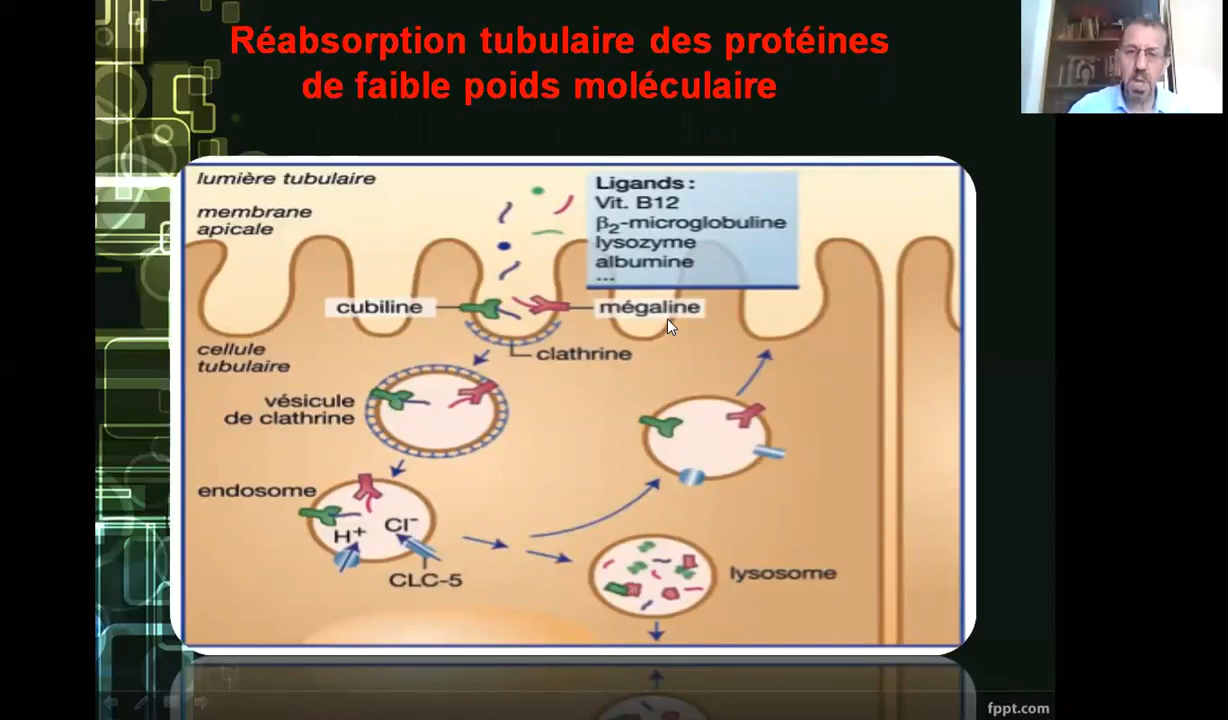 Réabsorption tubulaire des protéines
de faible poids moléculaire
lumière tubulaire
membrane
apicale
Ligands :
Vit. B12
β₂-microglobuline
lysozyme
albumine
...
cubiline
mégaline
clathrine
cellule
tubulaire
vésicule
de clathrine
endosome
H⁺
Cl⁻
CLC-5
lysosome
fppt.com